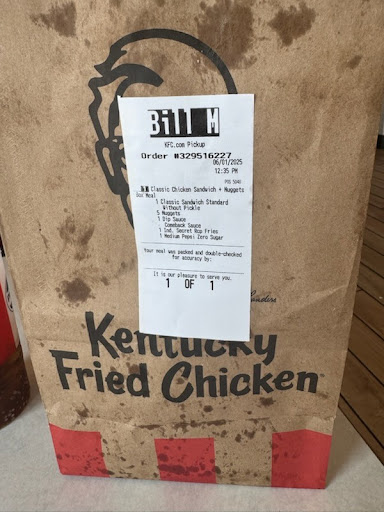 Bill M
KFC.com Pickup
Order #329516227
06/01/2025
12:35 PM
Classic Chicken Sandwich + Nuggets
Box Meal
1 Classic Sandwich Standard
Without Pickle
5 Nuggets
1 Dip Sauce
Comeback Sauce
1 Ind. Secret Rcp Fries
1 Medium Pepsi Zero Sugar
Your meal was packed and double-checked
for accuracy by:
It is our pleasure to serve you.
1 OF 1
Kentucky
Fried Chicken